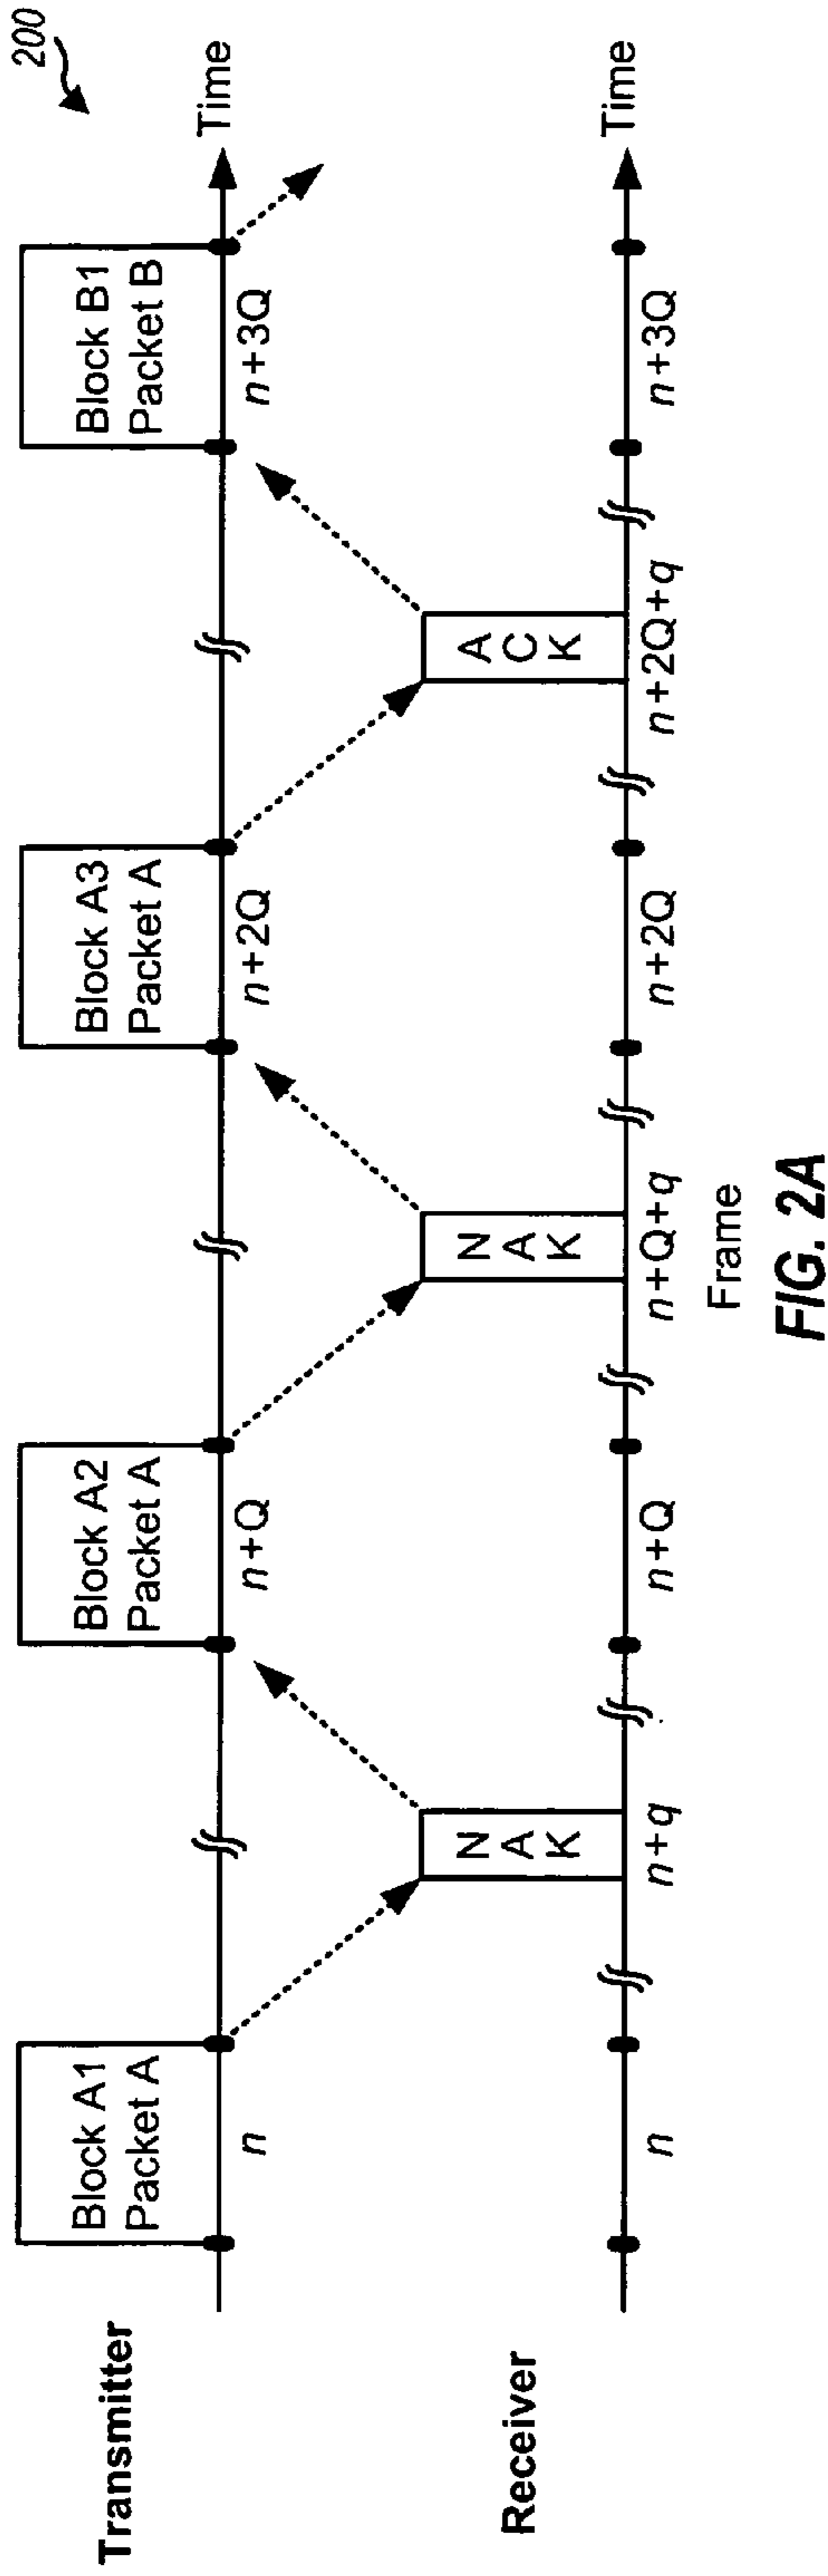 200
Transmitter
Block A1
Packet A
Block A2
Packet A
Block A3
Packet A
Block B1
Packet B
Time
n
n+Q
n+2Q
n+3Q
N
A
K
N
A
K
A
C
K
Receiver
Time
n
n+q
n+Q
n+Q+q
n+2Q
n+2Q+q
n+3Q
Frame
FIG. 2A